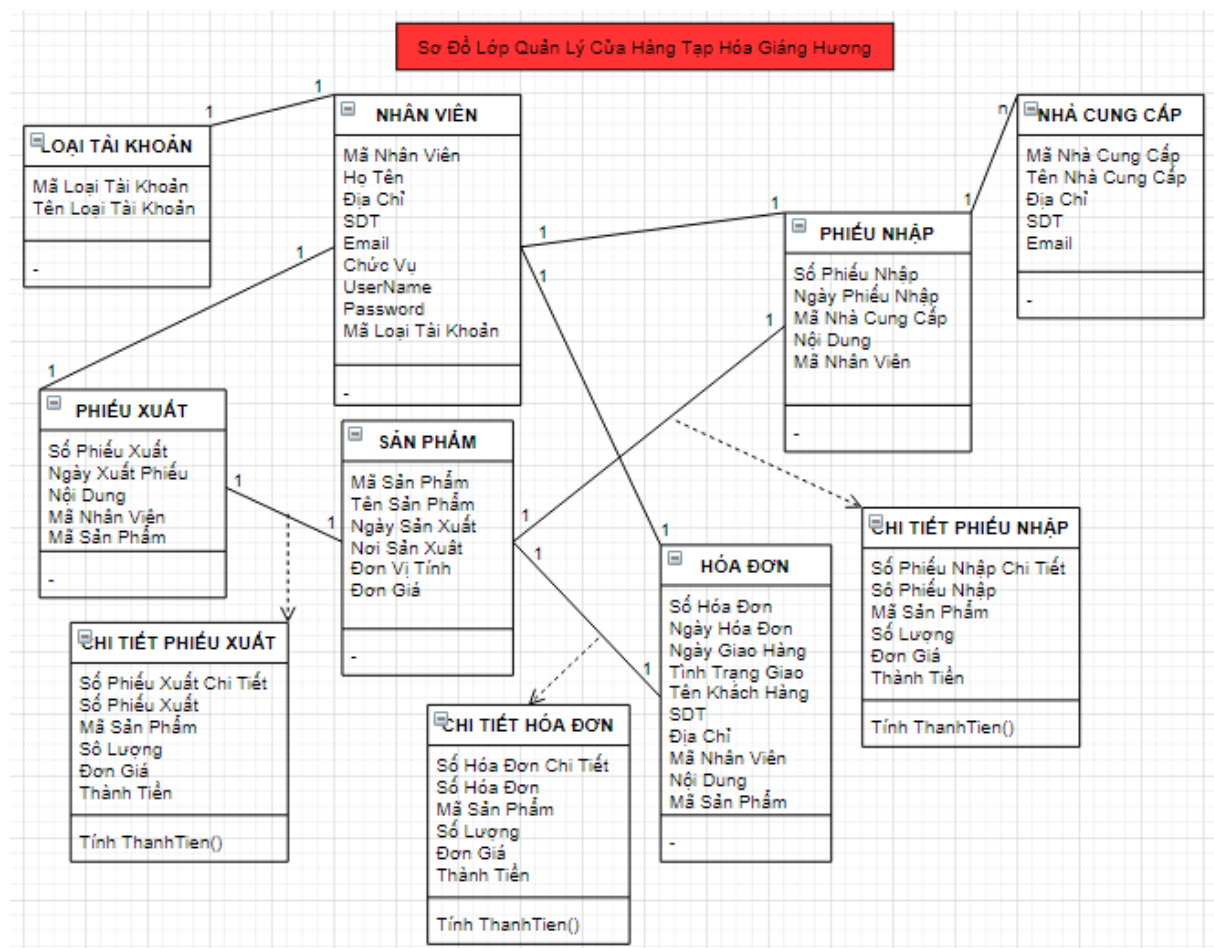 Sơ Đồ Lớp Quản Lý Cửa Hàng Tạp Hóa Giáng Hương
1
1
LOẠI TÀI KHOẢN
Mã Loại Tài Khoản
Tên Loại Tài Khoản
-
NHÂN VIÊN
Mã Nhân Viên
Họ Tên
Địa Chỉ
SDT
Email
Chức Vụ
UserName
Password
Mã Loại Tài Khoản
-
n
1
NHÀ CUNG CẤP
Mã Nhà Cung Cấp
Tên Nhà Cung Cấp
Địa Chỉ
SDT
Email
-
1
1
PHIẾU NHẬP
Số Phiếu Nhập
Ngày Phiếu Nhập
Mã Nhà Cung Cấp
Nội Dung
Mã Nhân Viên
-
1
1
1
1
PHIẾU XUẤT
Số Phiếu Xuất
Ngày Xuất Phiếu
Nội Dung
Mã Nhân Viên
Mã Sản Phẩm
-
1
1
SẢN PHẨM
Mã Sản Phẩm
Tên Sản Phẩm
Ngày Sản Xuất
Nơi Sản Xuât
Đơn Vị Tính
Đơn Giá
-
1
1
1
1
HÓA ĐƠN
Số Hóa Đơn
Ngày Hóa Đơn
Ngày Giao Hàng
Tình Trạng Giao
Tên Khách Hàng
SDT
Địa Chỉ
Mã Nhân Viên
Nội Dung
Mã Sản Phẩm
-
CHI TIẾT PHIẾU NHẬP
Số Phiếu Nhập Chi Tiết
Sô Phiếu Nhập
Mã Sản Phẩm
Số Lượng
Đơn Giá
Thành Tiền
Tính ThanhTien()
CHI TIẾT PHIẾU XUẤT
Số Phiếu Xuất Chi Tiết
Số Phiếu Xuất
Mã Sản Phẩm
Sô Lượng
Đơn Giá
Thành Tiền
Tính ThanhTien()
CHI TIẾT HÓA ĐƠN
Số Hóa Đơn Chi Tiết
Số Hóa Đơn
Mã Sản Phẩm
Số Lượng
Đơn Giá
Thành Tiền
Tính ThanhTien()